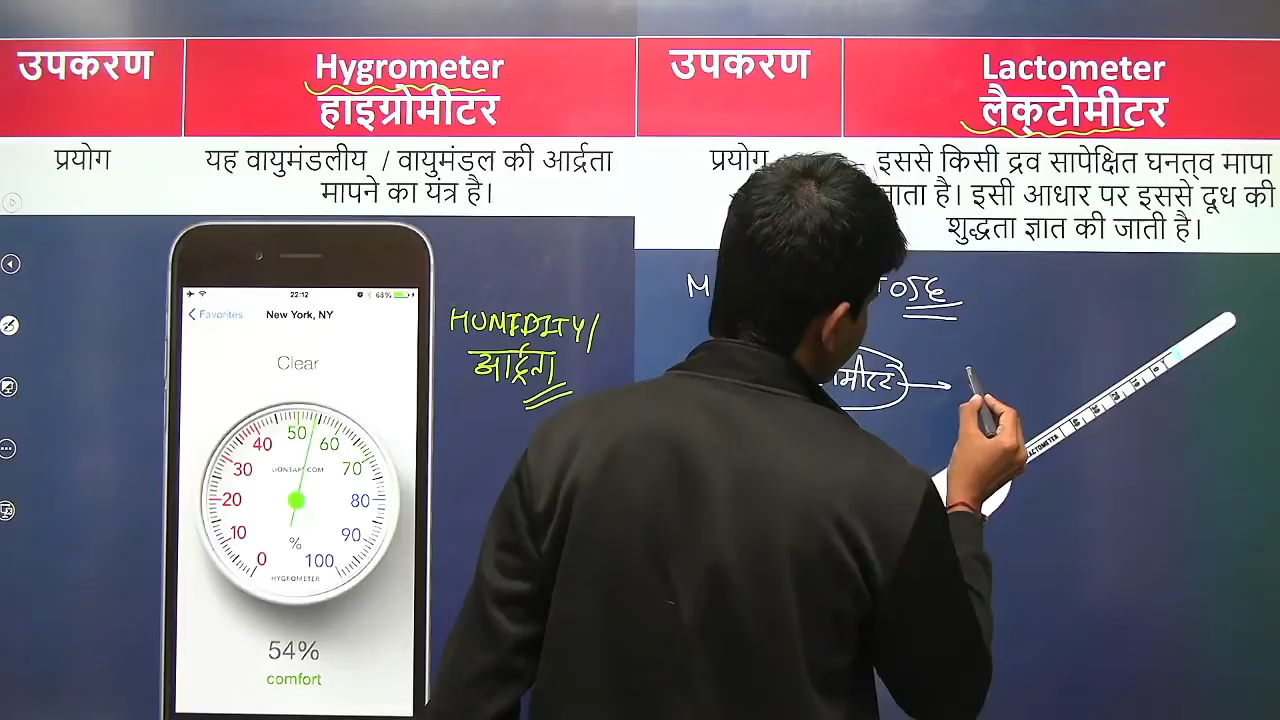 उपकरण
Hygrometer
हाइग्रोमीटर
प्रयोग
यह वायुमंडलीय / वायुमंडल की आर्द्रता
मापने का यंत्र है।
22:12
68%
Favorites
New York, NY
Clear
0 10 20 30 40 50 60 70 80 90 100
%
HYGROMETER
54%
comfort
HUMEDITY/
आर्द्रता
उपकरण
Lactometer
लैक्टोमीटर
प्रयोग
इससे किसी द्रव सापेक्षित घनत्व मापा
जाता है। इसी आधार पर इससे दूध की
शुद्धता ज्ञात की जाती है।
M
मीटर